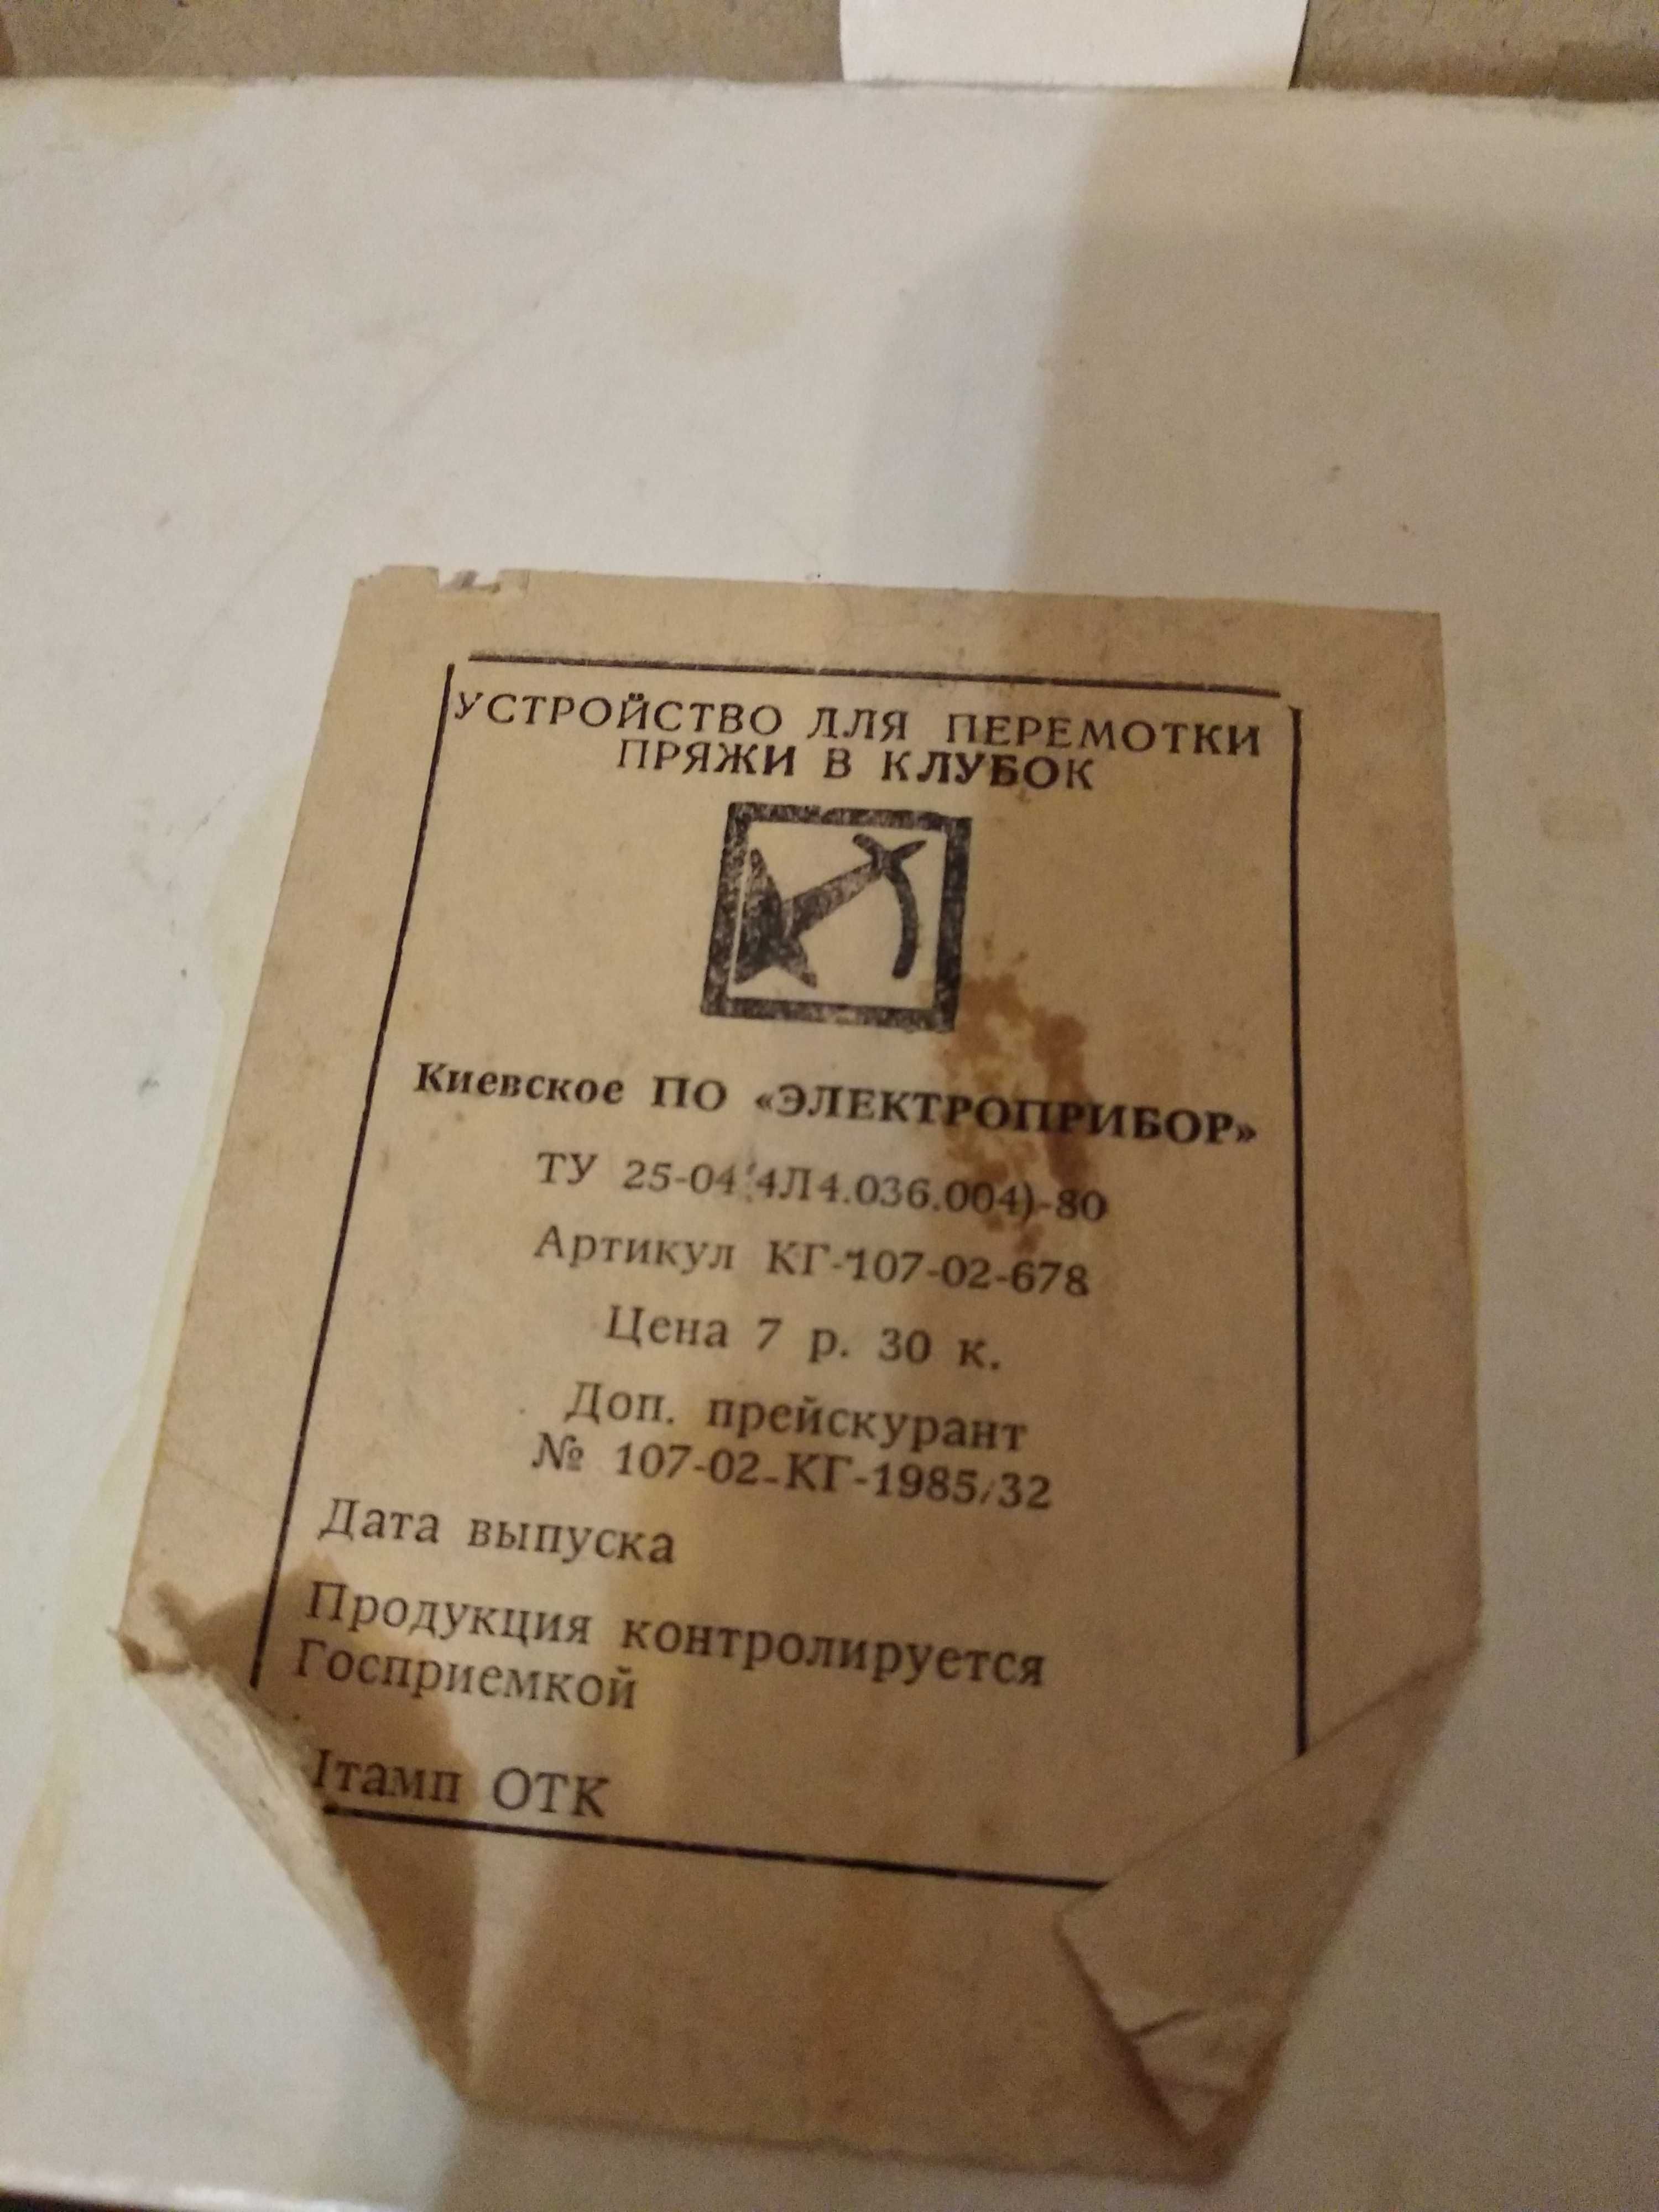 УСТРОЙСТВО ДЛЯ ПЕРЕМОТКИ
ПРЯЖИ В КЛУБОК
Киевское ПО «ЭЛЕКТРОПРИБОР»
ТУ 25-04(4Л4.036.004)-80
Артикул КГ-107-02-678
Цена 7 р. 30 к.
Доп. прейскурант
№ 107-02-КГ-1985/32
Дата выпуска
Продукция контролируется
Госприемкой
Штамп ОТК